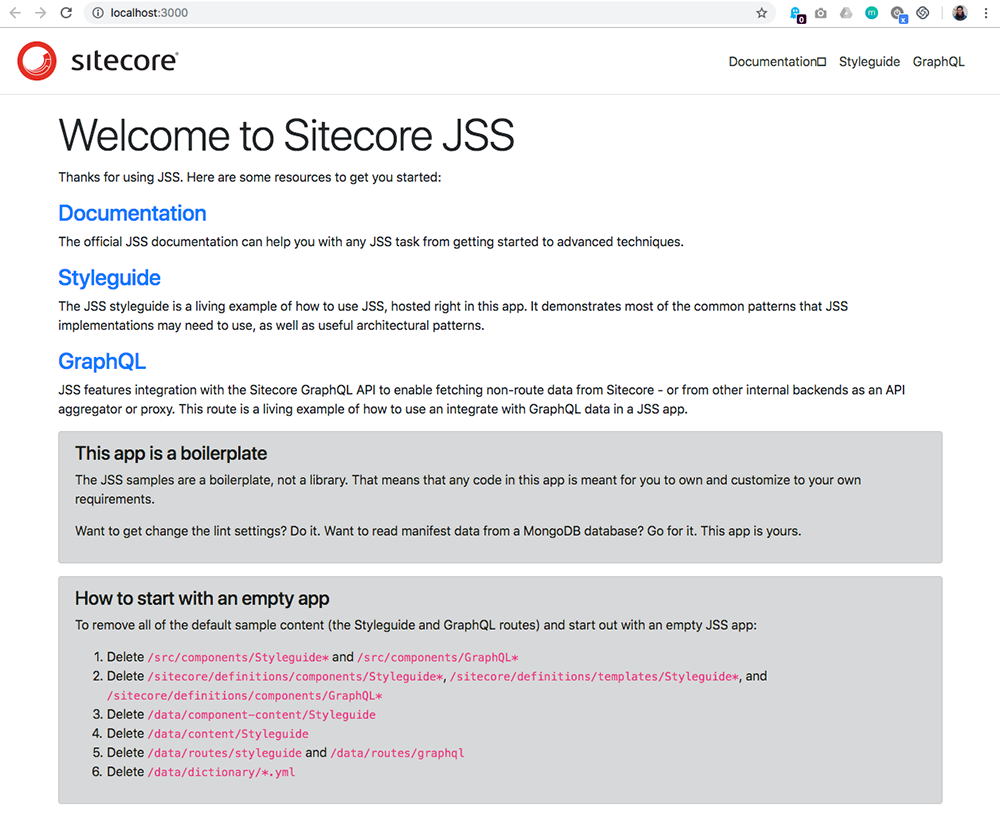 localhost:3000
0
m
x
sitecore
Documentation Styleguide GraphQL
Welcome to Sitecore JSS
Thanks for using JSS. Here are some resources to get you started:
Documentation
The official JSS documentation can help you with any JSS task from getting started to advanced techniques.
Styleguide
The JSS styleguide is a living example of how to use JSS, hosted right in this app. It demonstrates most of the common patterns that JSS
implementations may need to use, as well as useful architectural patterns.
GraphQL
JSS features integration with the Sitecore GraphQL API to enable fetching non-route data from Sitecore - or from other internal backends as an API
aggregator or proxy. This route is a living example of how to use an integrate with GraphQL data in a JSS app.
This app is a boilerplate
The JSS samples are a boilerplate, not a library. That means that any code in this app is meant for you to own and customize to your own
requirements.
Want to get change the lint settings? Do it. Want to read manifest data from a MongoDB database? Go for it. This app is yours.
How to start with an empty app
To remove all of the default sample content (the Styleguide and GraphQL routes) and start out with an empty JSS app:
1. Delete /src/components/Styleguide* and /src/components/GraphQL*
2. Delete /sitecore/definitions/components/Styleguide*, /sitecore/definitions/templates/Styleguide*, and
/sitecore/definitions/components/GraphQL*
3. Delete /data/component-content/Styleguide
4. Delete /data/content/Styleguide
5. Delete /data/routes/styleguide and /data/routes/graphql
6. Delete /data/dictionary/*.yml